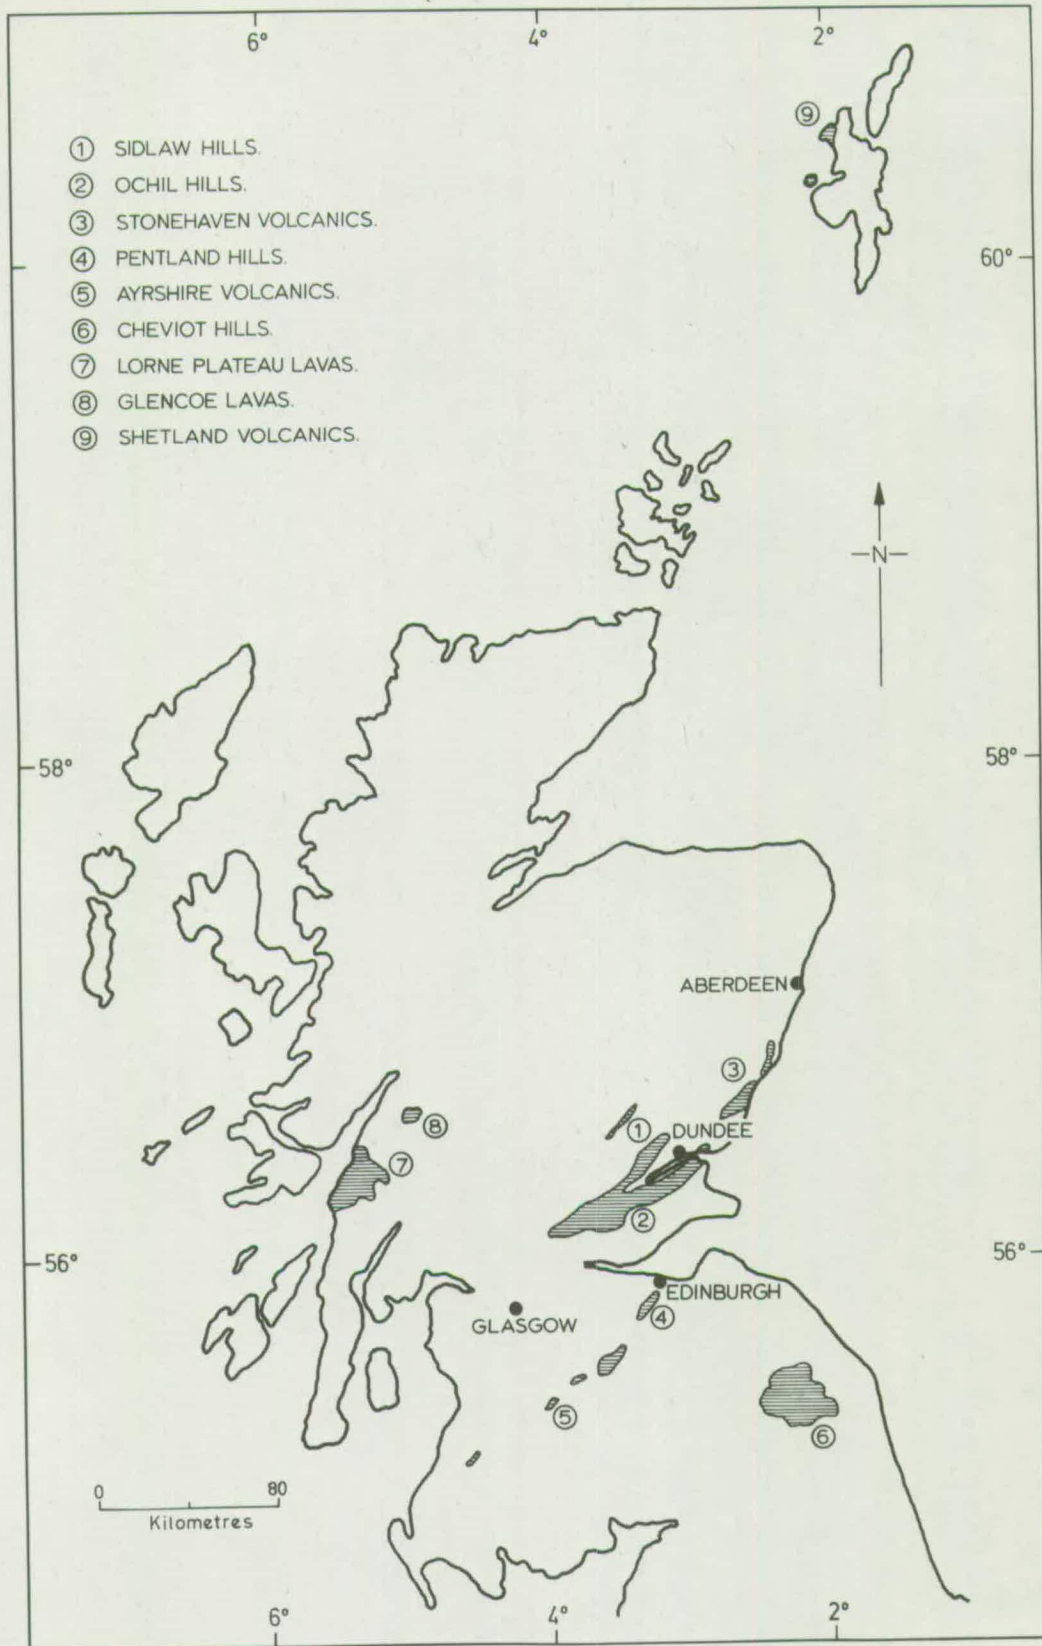 6° 4° 2°
⑨
① SIDLAW HILLS.
② OCHIL HILLS.
③ STONEHAVEN VOLCANICS.
④ PENTLAND HILLS.
⑤ AYRSHIRE VOLCANICS.
⑥ CHEVIOT HILLS.
⑦ LORNE PLATEAU LAVAS.
⑧ GLENCOE LAVAS.
⑨ SHETLAND VOLCANICS.
60°
N
58° 58°
ABERDEEN
③
⑧
①
DUNDEE
⑦
②
56° 56°
EDINBURGH
④
GLASGOW
⑤
⑥
0 80
Kilometres
6° 4° 2°